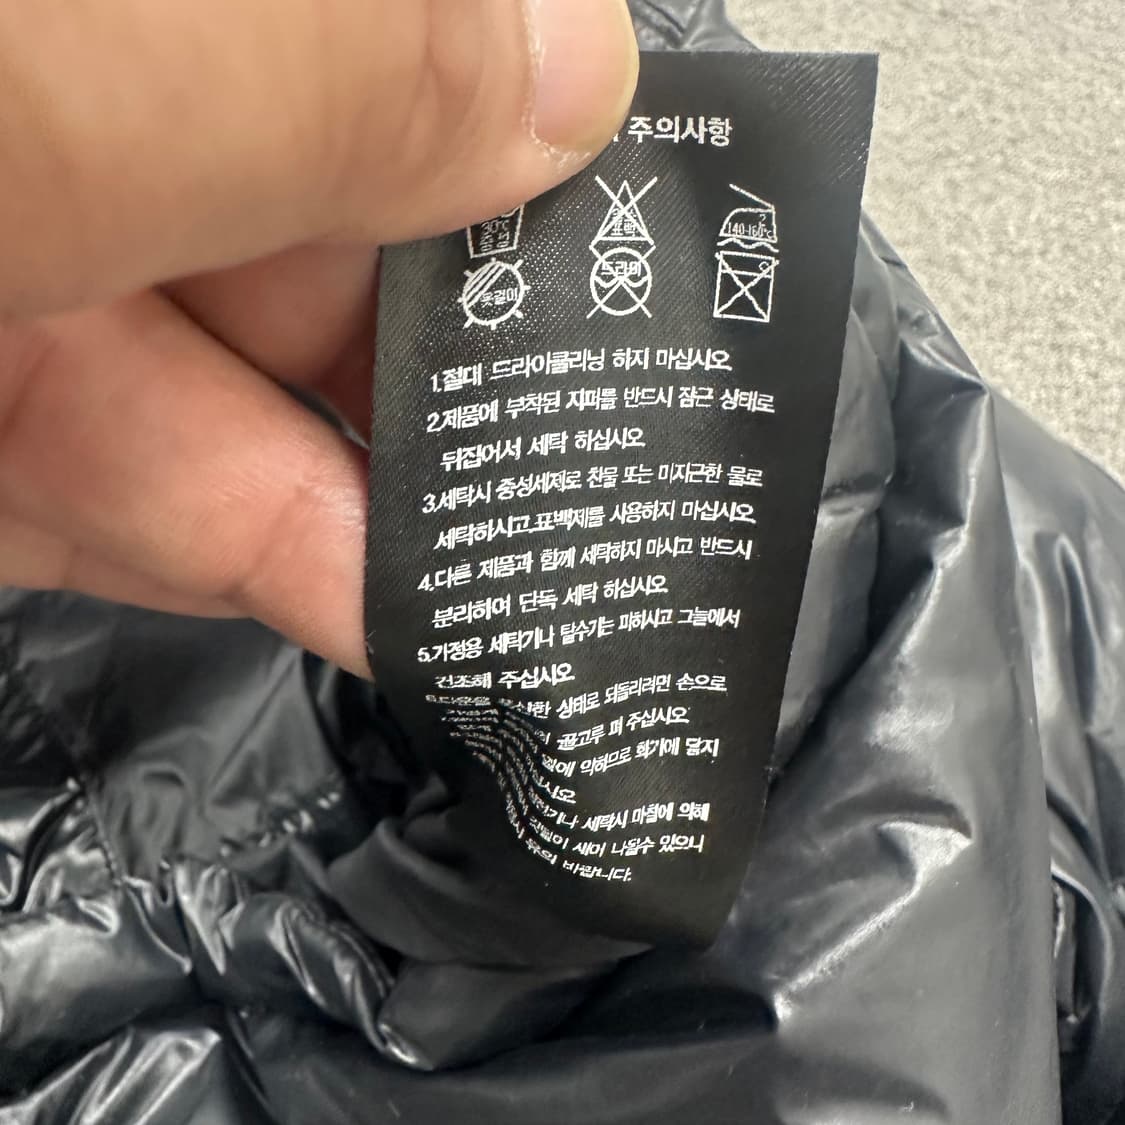 주의사항
30℃
드라이
140-160℃
옷걸이
1.절대 드라이클리닝 하지 마십시오
2.제품에 부착된 지퍼를 반드시 잠근 상태로
뒤집어서 세탁 하십시오
3.세탁시 중성세제로 찬물 또는 미지근한 물로
세탁하시고,표백제를 사용하지 마십시오
4.다른 제품과 함께 세탁하지 마시고 반드시
분리하여 단독 세탁 하십시오
5.가정용 세탁기나 탈수기는 피하시고 그늘에서
건조해 주십시오
상태로 되돌리려면 손으로
골고루 펴 주십시오
열에 약하므로 화기에 닿지
세탁시 마찰에 의해
새어 나올수 있으니
바랍니다.